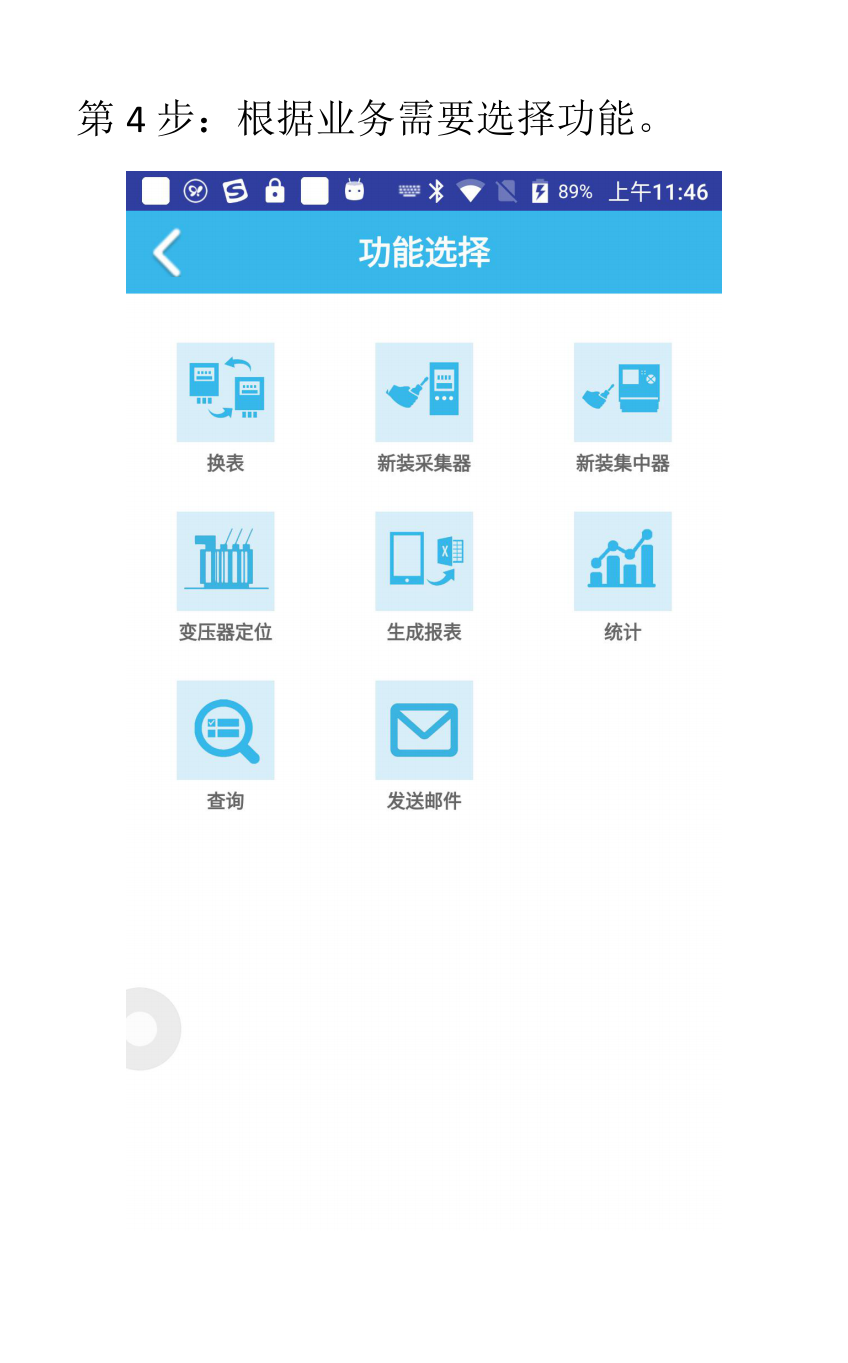 第 4 步：根据业务需要选择功能。
89% 上午11:46
功能选择
换表 新装采集器 新装集中器
变压器定位 生成报表 统计
查询 发送邮件